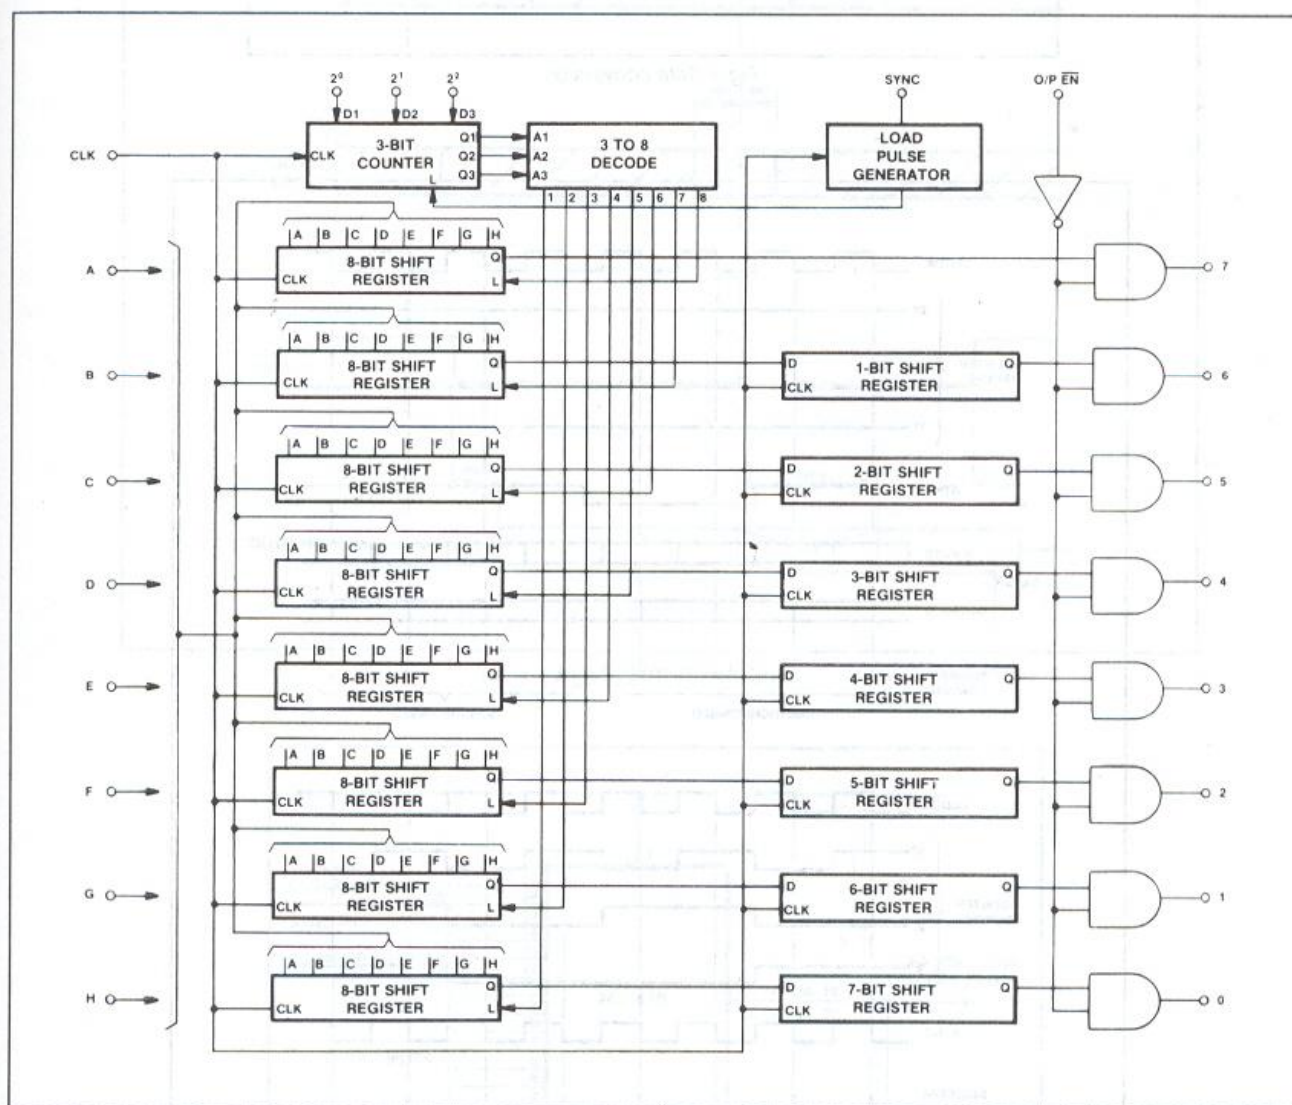 2⁰ 2¹ 2² SYNC O/P E̅N̅
D1 D2 D3
CLK
CLK 3-BIT COUNTER L Q1 Q2 Q3
A1 A2 A3 3 TO 8 DECODE
1 2 3 4 5 6 7 8
LOAD PULSE GENERATOR
A B C D E F G H
A CLK 8-BIT SHIFT REGISTER Q L 7
A B C D E F G H
B CLK 8-BIT SHIFT REGISTER Q L D CLK 1-BIT SHIFT REGISTER Q 6
A B C D E F G H
C CLK 8-BIT SHIFT REGISTER Q L D CLK 2-BIT SHIFT REGISTER Q 5
A B C D E F G H
D CLK 8-BIT SHIFT REGISTER Q L D CLK 3-BIT SHIFT REGISTER Q 4
A B C D E F G H
E CLK 8-BIT SHIFT REGISTER Q L D CLK 4-BIT SHIFT REGISTER Q 3
A B C D E F G H
F CLK 8-BIT SHIFT REGISTER Q L D CLK 5-BIT SHIFT REGISTER Q 2
A B C D E F G H
G CLK 8-BIT SHIFT REGISTER Q L D CLK 6-BIT SHIFT REGISTER Q 1
A B C D E F G H
H CLK 8-BIT SHIFT REGISTER Q L D CLK 7-BIT SHIFT REGISTER Q 0